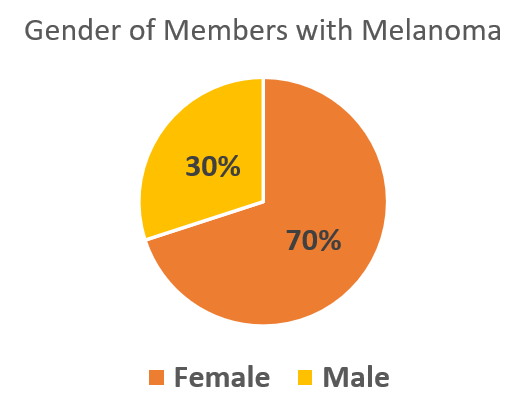 Gender of Members with Melanoma
30%
70%
Female Male